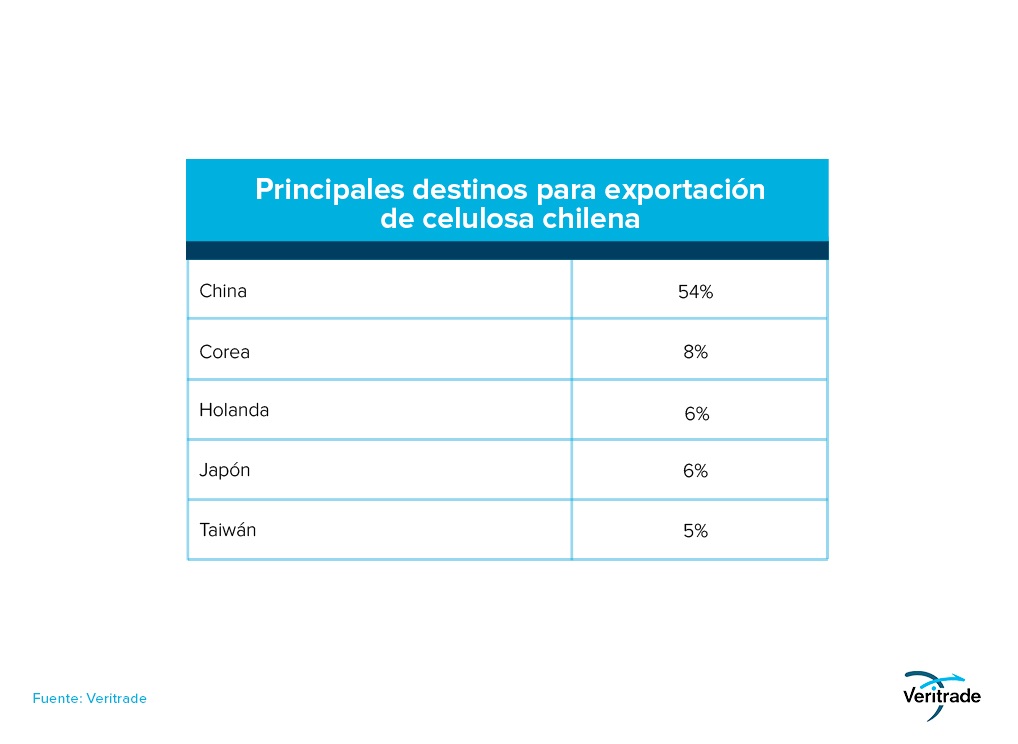 Principales destinos para exportación
de celulosa chilena
China 54%
Corea 8%
Holanda 6%
Japón 6%
Taiwán 5%
Fuente: Veritrade
Veritrade